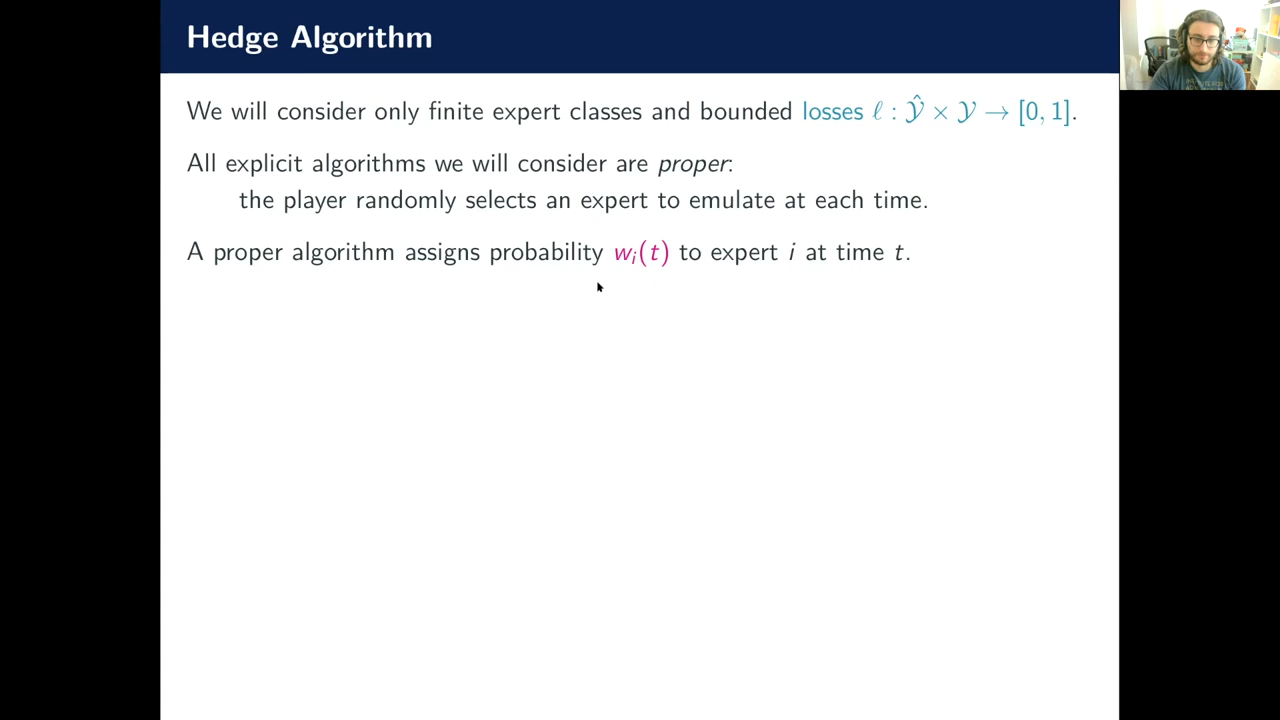 Hedge Algorithm
We will consider only finite expert classes and bounded losses ℓ : Ŷ × Y → [0, 1].
All explicit algorithms we will consider are proper:
the player randomly selects an expert to emulate at each time.
A proper algorithm assigns probability wᵢ(t) to expert i at time t.